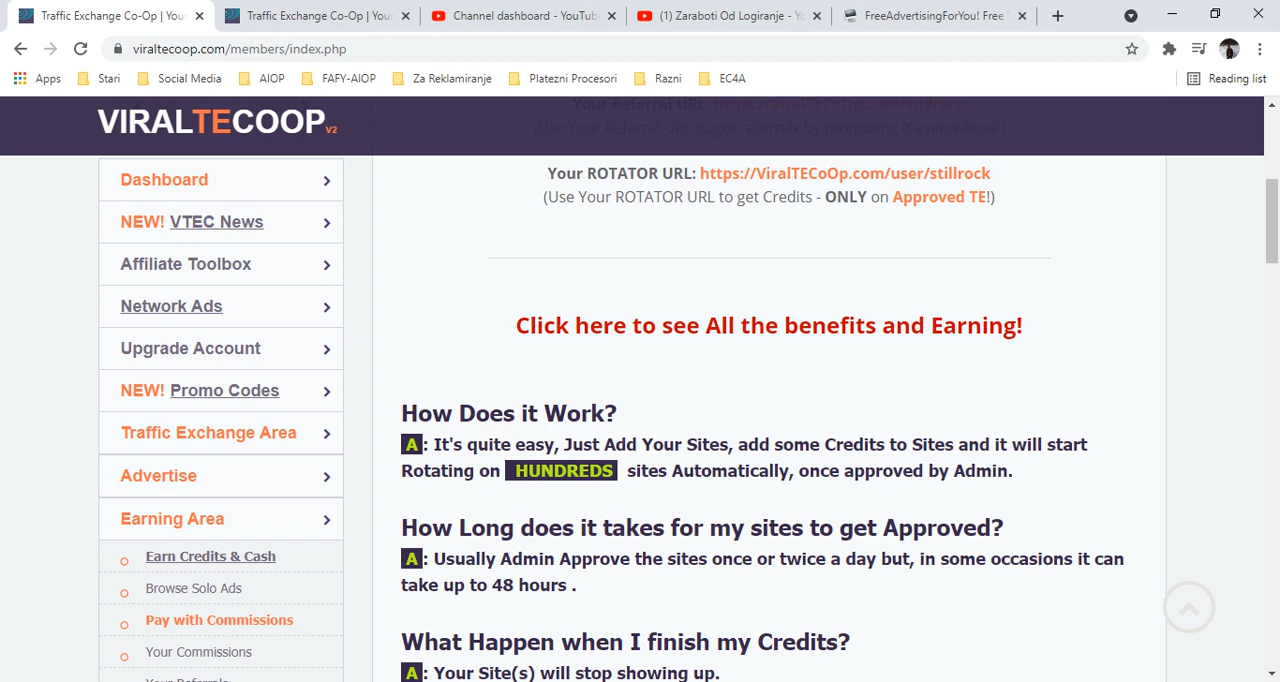 Traffic Exchange Co-Op | Your
Traffic Exchange Co-Op | Your
Channel dashboard - YouTube
(1) Zaraboti Od Logiranje - Yo
FreeAdvertisingForYou! Free T
viraltecoop.com/members/index.php
Apps
Stari
Social Media
AIOP
FAFY-AIOP
Za Reklamiranje
Platezni Procesori
Razni
EC4A
Reading list
VIRALTECOOP V2
Your Referral URL: https://ViralTECoOp.com/stillrock
(Use Your Referral URL to get referrals by promoting it everywhere!)
Dashboard
NEW! VTEC News
Affiliate Toolbox
Network Ads
Upgrade Account
NEW! Promo Codes
Traffic Exchange Area
Advertise
Earning Area
Earn Credits & Cash
Browse Solo Ads
Pay with Commissions
Your Commissions
Your Referrals
Your ROTATOR URL: https://ViralTECoOp.com/user/stillrock
(Use Your ROTATOR URL to get Credits - ONLY on Approved TE!)
Click here to see All the benefits and Earning!
How Does it Work?
A: It's quite easy, Just Add Your Sites, add some Credits to Sites and it will start
Rotating on HUNDREDS sites Automatically, once approved by Admin.
How Long does it takes for my sites to get Approved?
A: Usually Admin Approve the sites once or twice a day but, in some occasions it can
take up to 48 hours .
What Happen when I finish my Credits?
A: Your Site(s) will stop showing up.